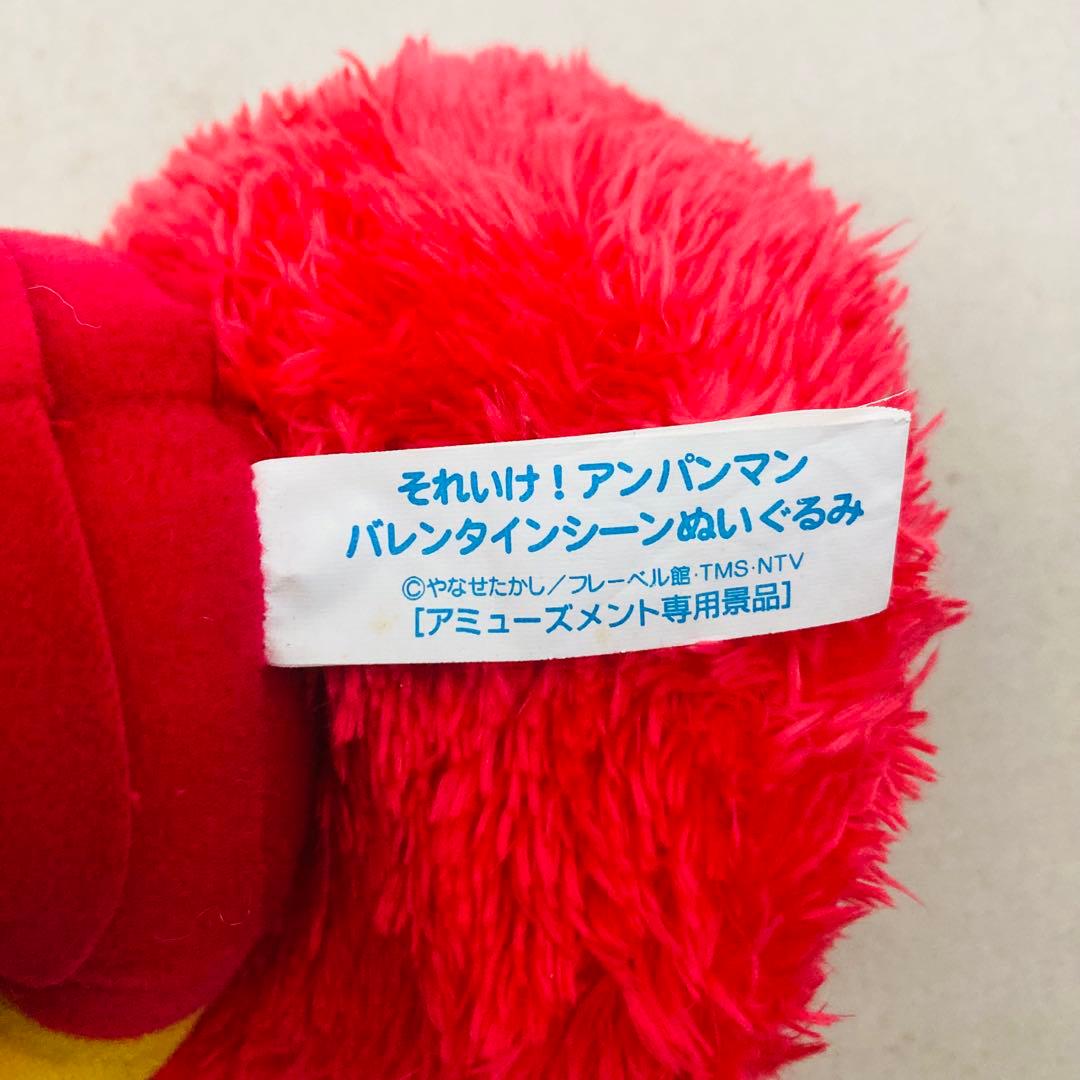 それいけ！アンパンマン
バレンタインシーンぬいぐるみ
©やなせたかし／フレーベル館・TMS・NTV
［アミューズメント専用景品］